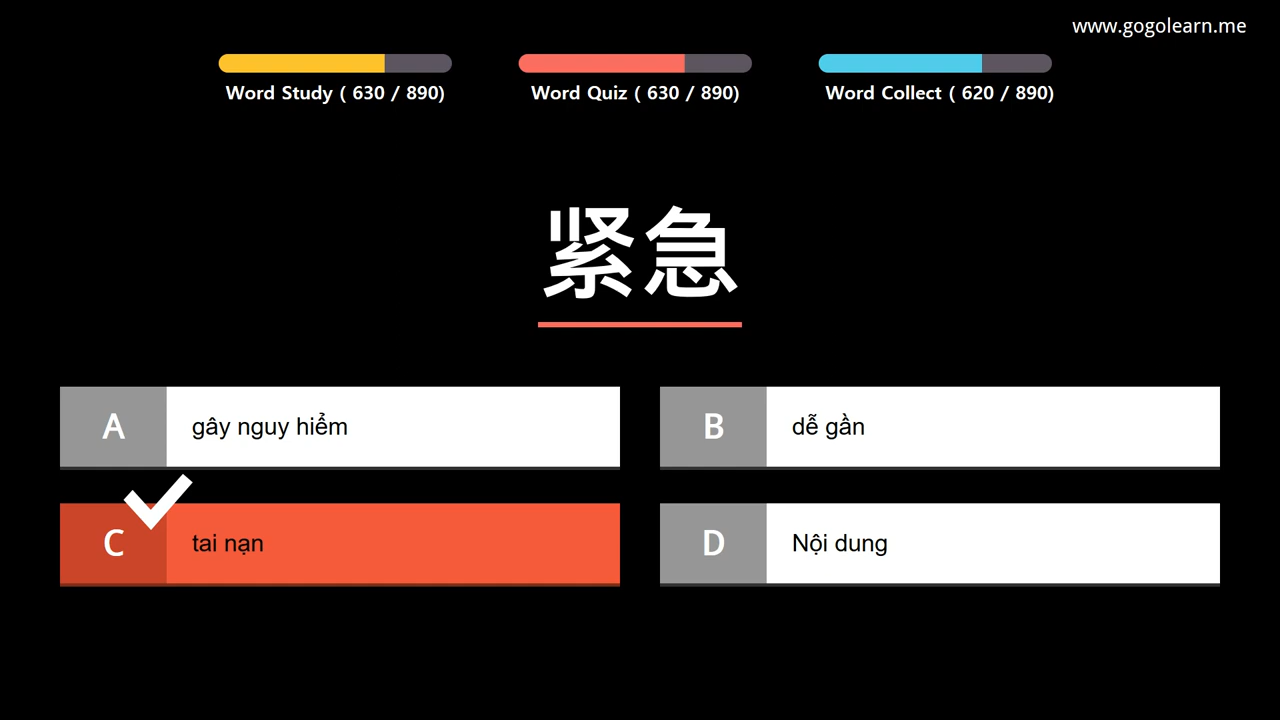 www.gogolearn.me
Word Study ( 630 / 890)
Word Quiz ( 630 / 890)
Word Collect ( 620 / 890)
紧急
A
gây nguy hiểm
B
dễ gần
C
tai nạn
D
Nội dung